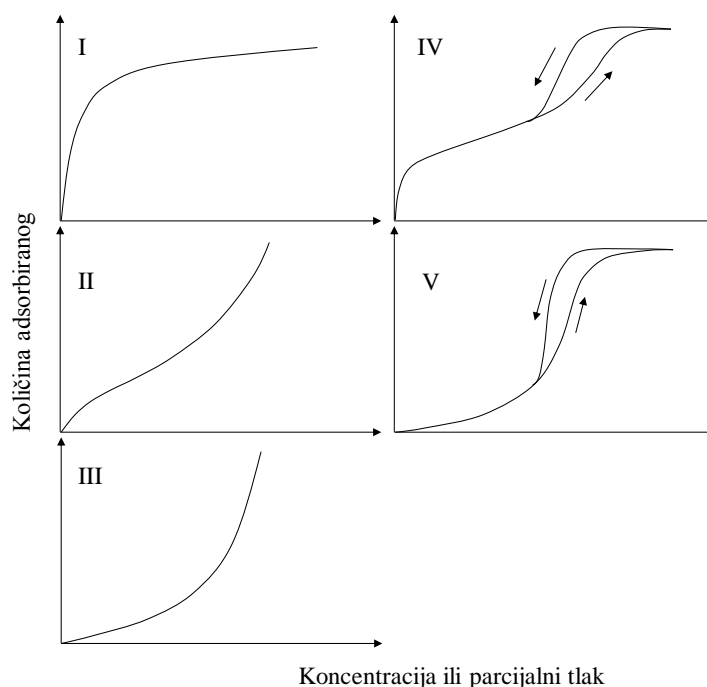 I
IV
II
V
III
Količina adsorbiranog
Koncentracija ili parcijalni tlak